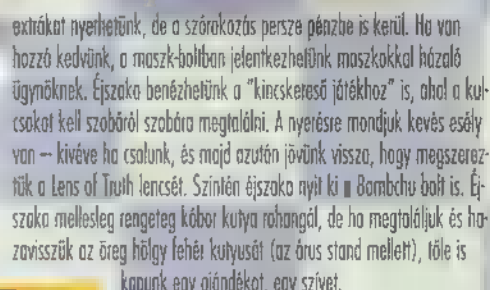 extrákat nyerhetünk, de a szórakozás persze pénzbe is kerül. Ha van
hozzá kedvünk, a maszk-boltban jelentkezhetünk maszkokkal házaló
ügynöknek. Éjszaka benézhetünk a "kincskereső játékhoz" is, ahol a kul-
csokat kell szobáról szobára megtalálni. A nyerésre mondjuk kevés esély
van – kivéve ha csalunk, és majd azután jövünk vissza, hogy megszerez-
tük a Lens of Truth lencsét. Szintén éjszaka nyit ki a Bombchu bolt is. Éj-
szaka mellesleg rengeteg kóbor kutya rohangál, de ha megtaláljuk és ha-
zavisszük az öreg hölgy fehér kutyusát (az árus stand mellett), tőle is
kapunk egy ajándékot, egy szívet.